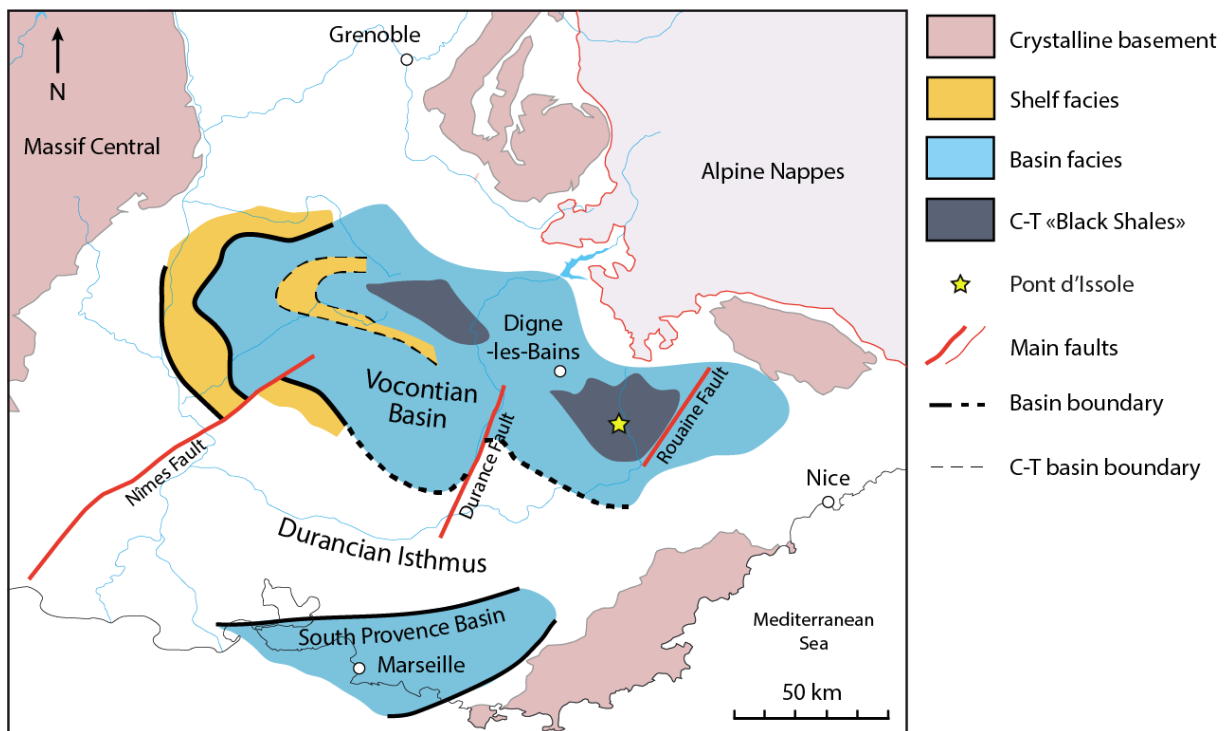 Grenoble
N
Massif Central
Alpine Nappes
Digne
-les-Bains
Vocontian
Basin
Nîmes Fault
Durance Fault
Rouaine Fault
Nice
Durancian Isthmus
South Provence Basin
Marseille
Mediterranean
Sea
50 km
Crystalline basement
Shelf facies
Basin facies
C-T «Black Shales»
Pont d'Issole
Main faults
Basin boundary
C-T basin boundary